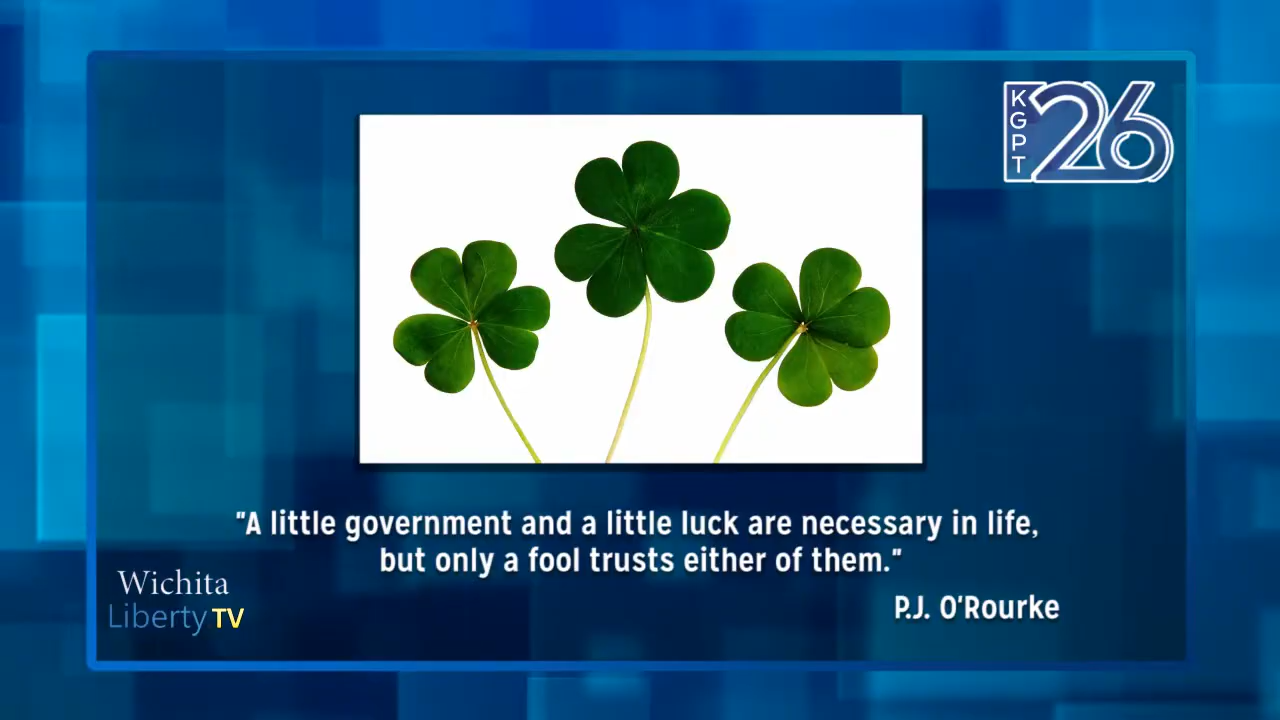 KGPT
26
"A little government and a little luck are necessary in life,
but only a fool trusts either of them."
P.J. O'Rourke
Wichita
Liberty TV